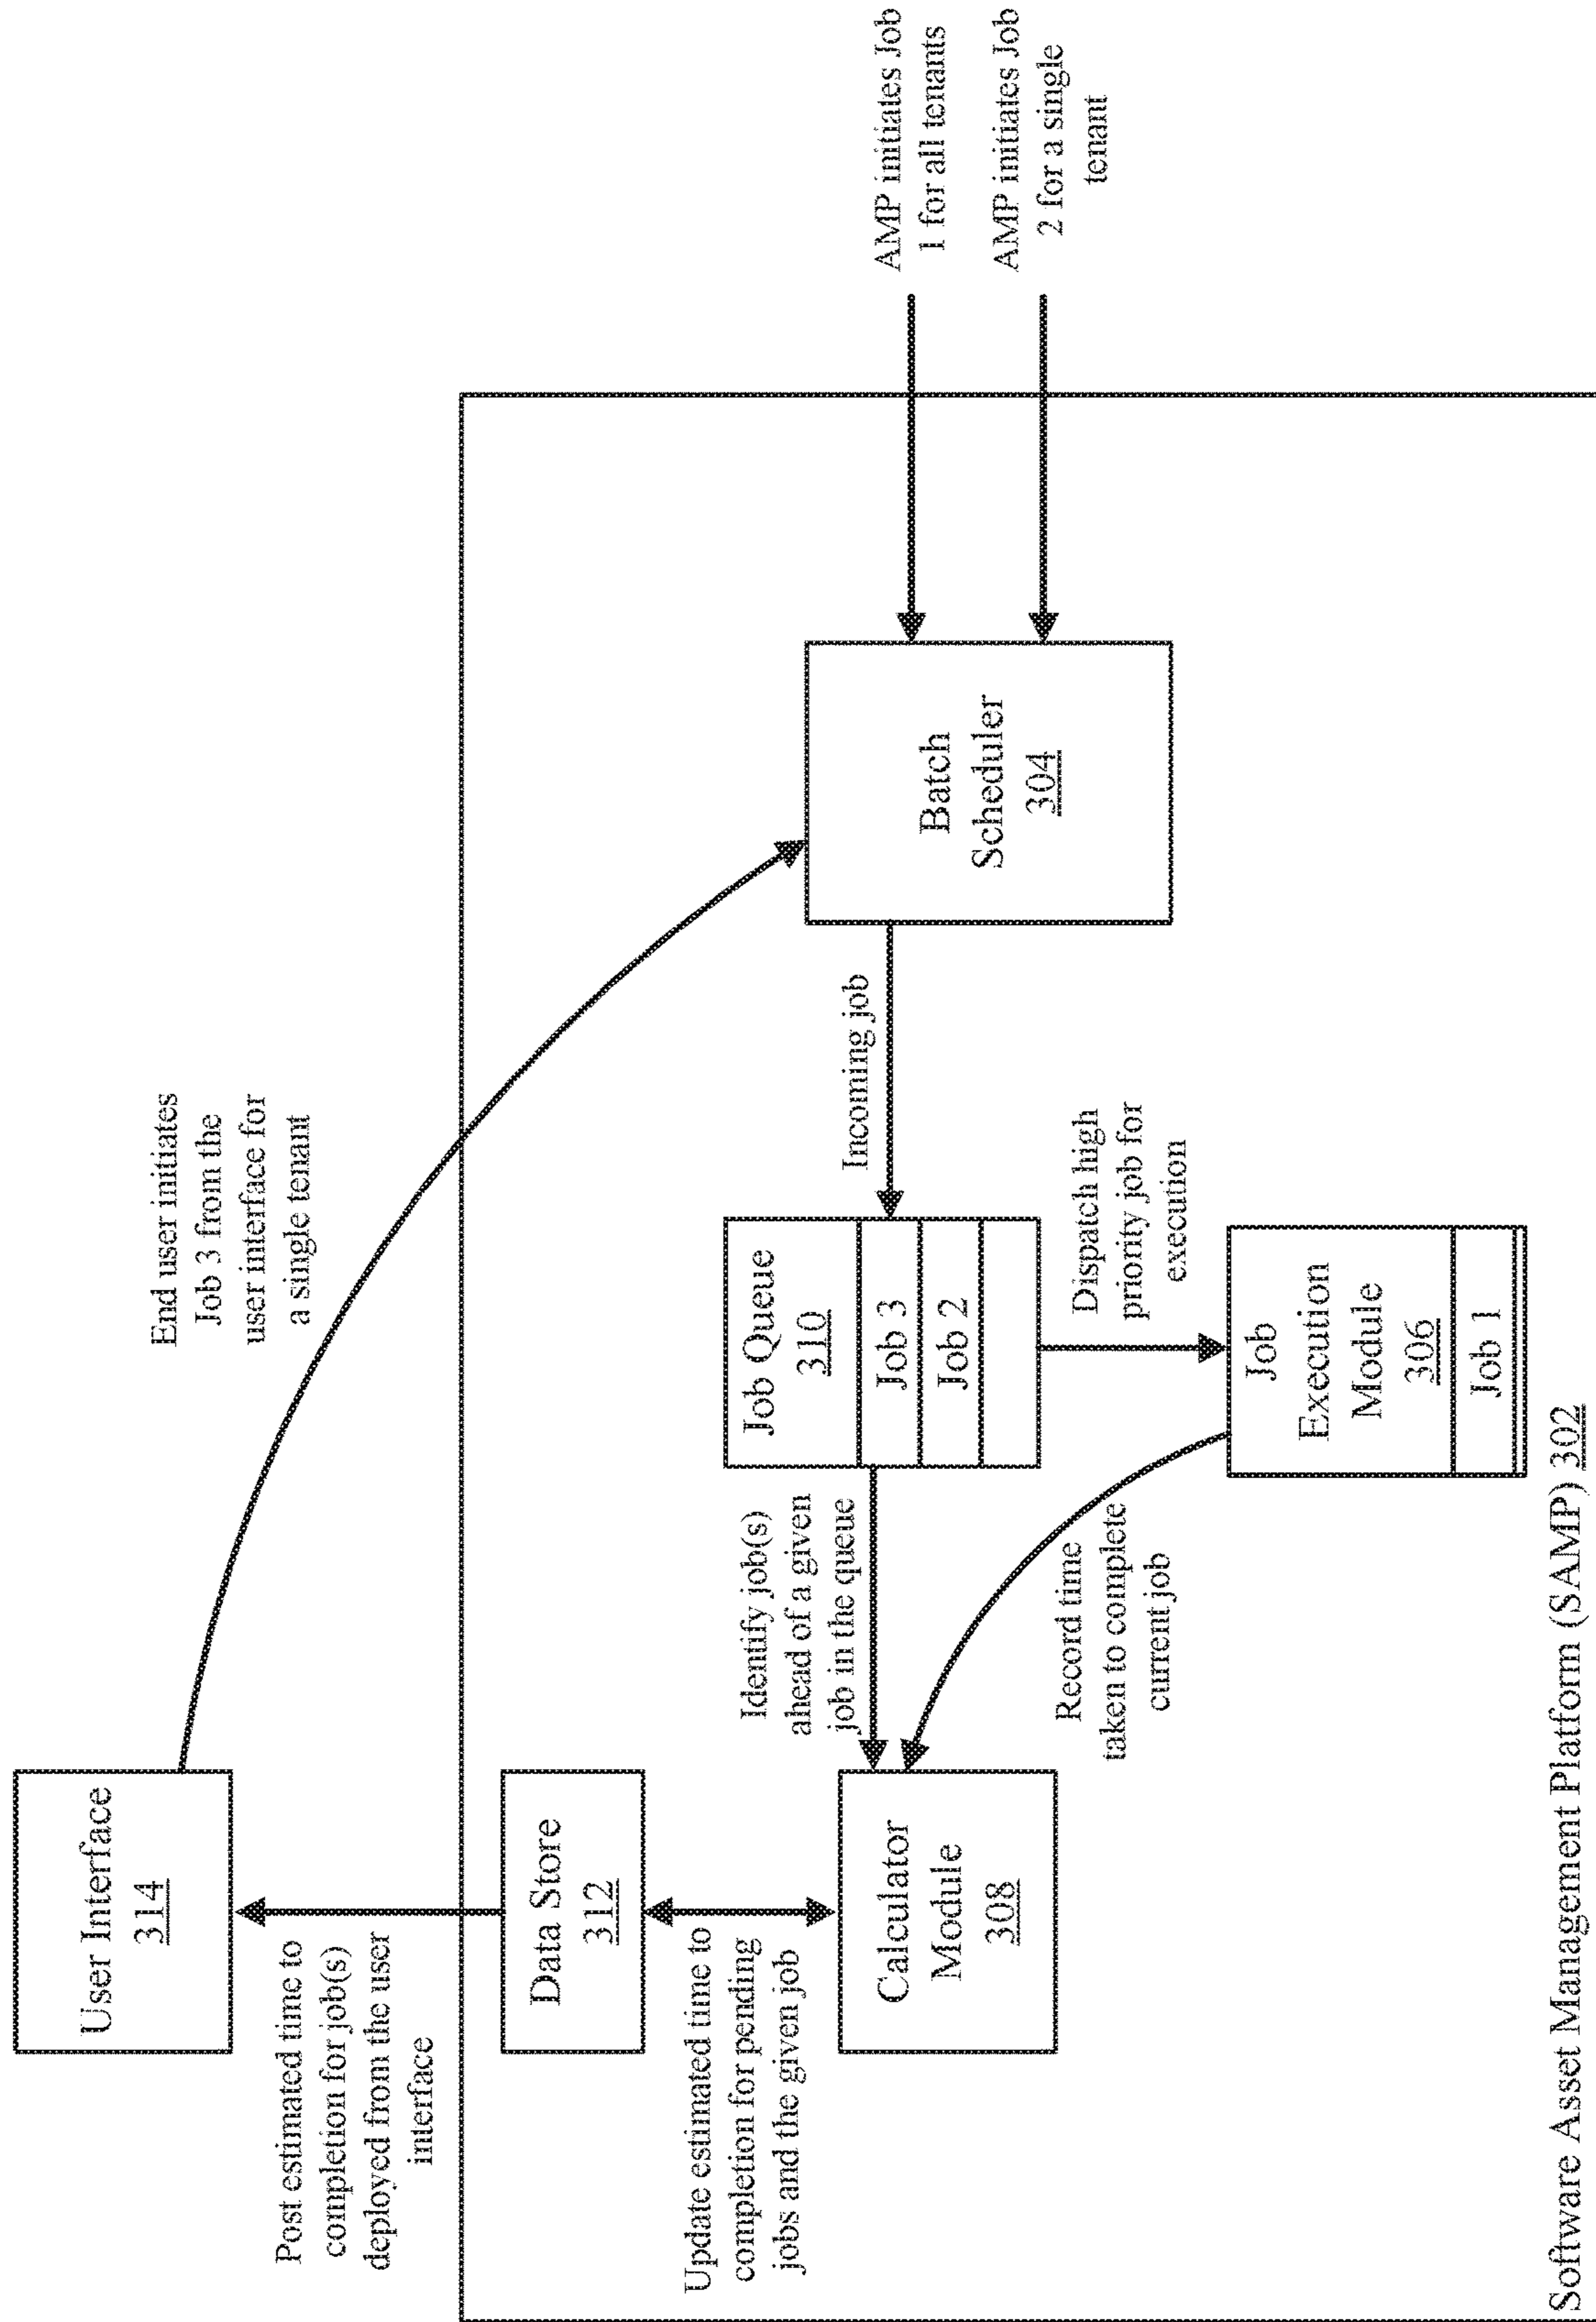 User Interface
314
End user initiates
Job 3 from the
user interface for
a single tenant
Post estimated time to
completion for job(s)
deployed from the user
interface
Data Store
312
Update estimated time to
completion for pending
jobs and the given job
Calculator
Module
308
Identify job(s)
ahead of a given
job in the queue
Record time
taken to complete
current job
Job Queue
310
Job 3
Job 2
Incoming job
Dispatch high
priority job for
execution
Job
Execution
Module
306
Job 1
Batch
Scheduler
304
AMP initiates Job
1 for all tenants
AMP initiates Job
2 for a single
tenant
Software Asset Management Platform (SAMP) 302